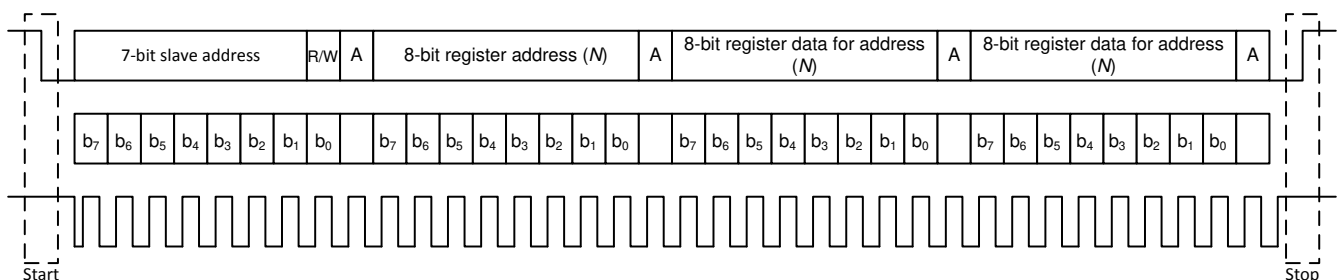 7-bit slave address R/W A 8-bit register address (N) A 8-bit register data for address (N) A 8-bit register data for address (N) A
b7 b6 b5 b4 b3 b2 b1 b0 b7 b6 b5 b4 b3 b2 b1 b0 b7 b6 b5 b4 b3 b2 b1 b0 b7 b6 b5 b4 b3 b2 b1 b0
Start Stop